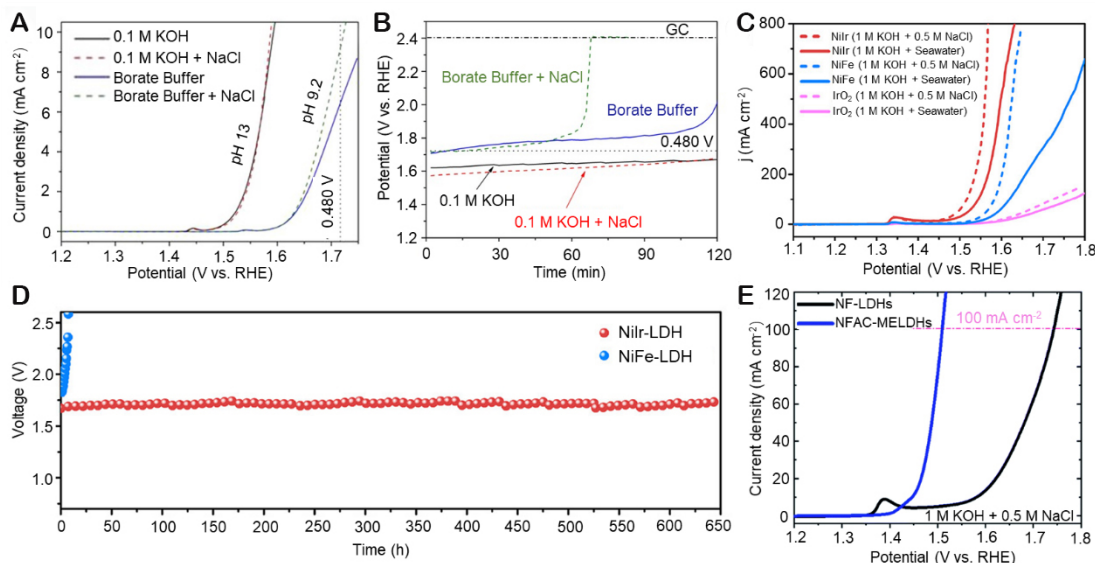 A
10
8
6
4
2
0
Current density (mA cm⁻²)
0.1 M KOH
0.1 M KOH + NaCl
Borate Buffer
Borate Buffer + NaCl
pH 13
pH 9.2
0.480 V
1.2 1.3 1.4 1.5 1.6 1.7
Potential (V vs. RHE)
B
2.4
2.2
2.0
1.8
1.6
1.4
1.2
Potential (V vs. RHE)
GC
Borate Buffer + NaCl
Borate Buffer
0.480 V
0.1 M KOH
0.1 M KOH + NaCl
0 30 60 90 120
Time (min)
C
800
600
400
200
0
j (mA cm⁻²)
NiIr (1 M KOH + 0.5 M NaCl)
NiIr (1 M KOH + Seawater)
NiFe (1 M KOH + 0.5 M NaCl)
NiFe (1 M KOH + Seawater)
IrO₂ (1 M KOH + 0.5 M NaCl)
IrO₂ (1 M KOH + Seawater)
1.1 1.2 1.3 1.4 1.5 1.6 1.7 1.8
Potential (V vs. RHE)
D
2.5
2.0
1.5
1.0
Voltage (V)
NiIr-LDH
NiFe-LDH
0 50 100 150 200 250 300 350 400 450 500 550 600 650
Time (h)
E
120
100
80
60
40
20
0
Current density (mA cm⁻²)
NF-LDHs
NFAC-MELDHs
100 mA cm⁻²
1 M KOH + 0.5 M NaCl
1.2 1.3 1.4 1.5 1.6 1.7 1.8
Potential (V vs. RHE)